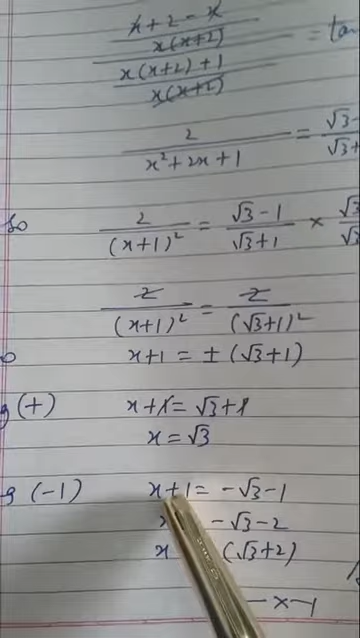 x + 2 - x
x(x+2)
= tan
x(x+2) + 1
x(x+2)
2 / (x² + 2x + 1) = √3 - / √3 +
So 2 / (x+1)² = (√3 - 1) / (√3 + 1) × √3 / √3
2 / (x+1)² = 2 / (√3+1)²
x+1 = ± (√3+1)
(+) x+1 = √3+1
x = √3
(-1) x+1 = -√3-1
x -√3-2
x (√3+2)
— x — 1